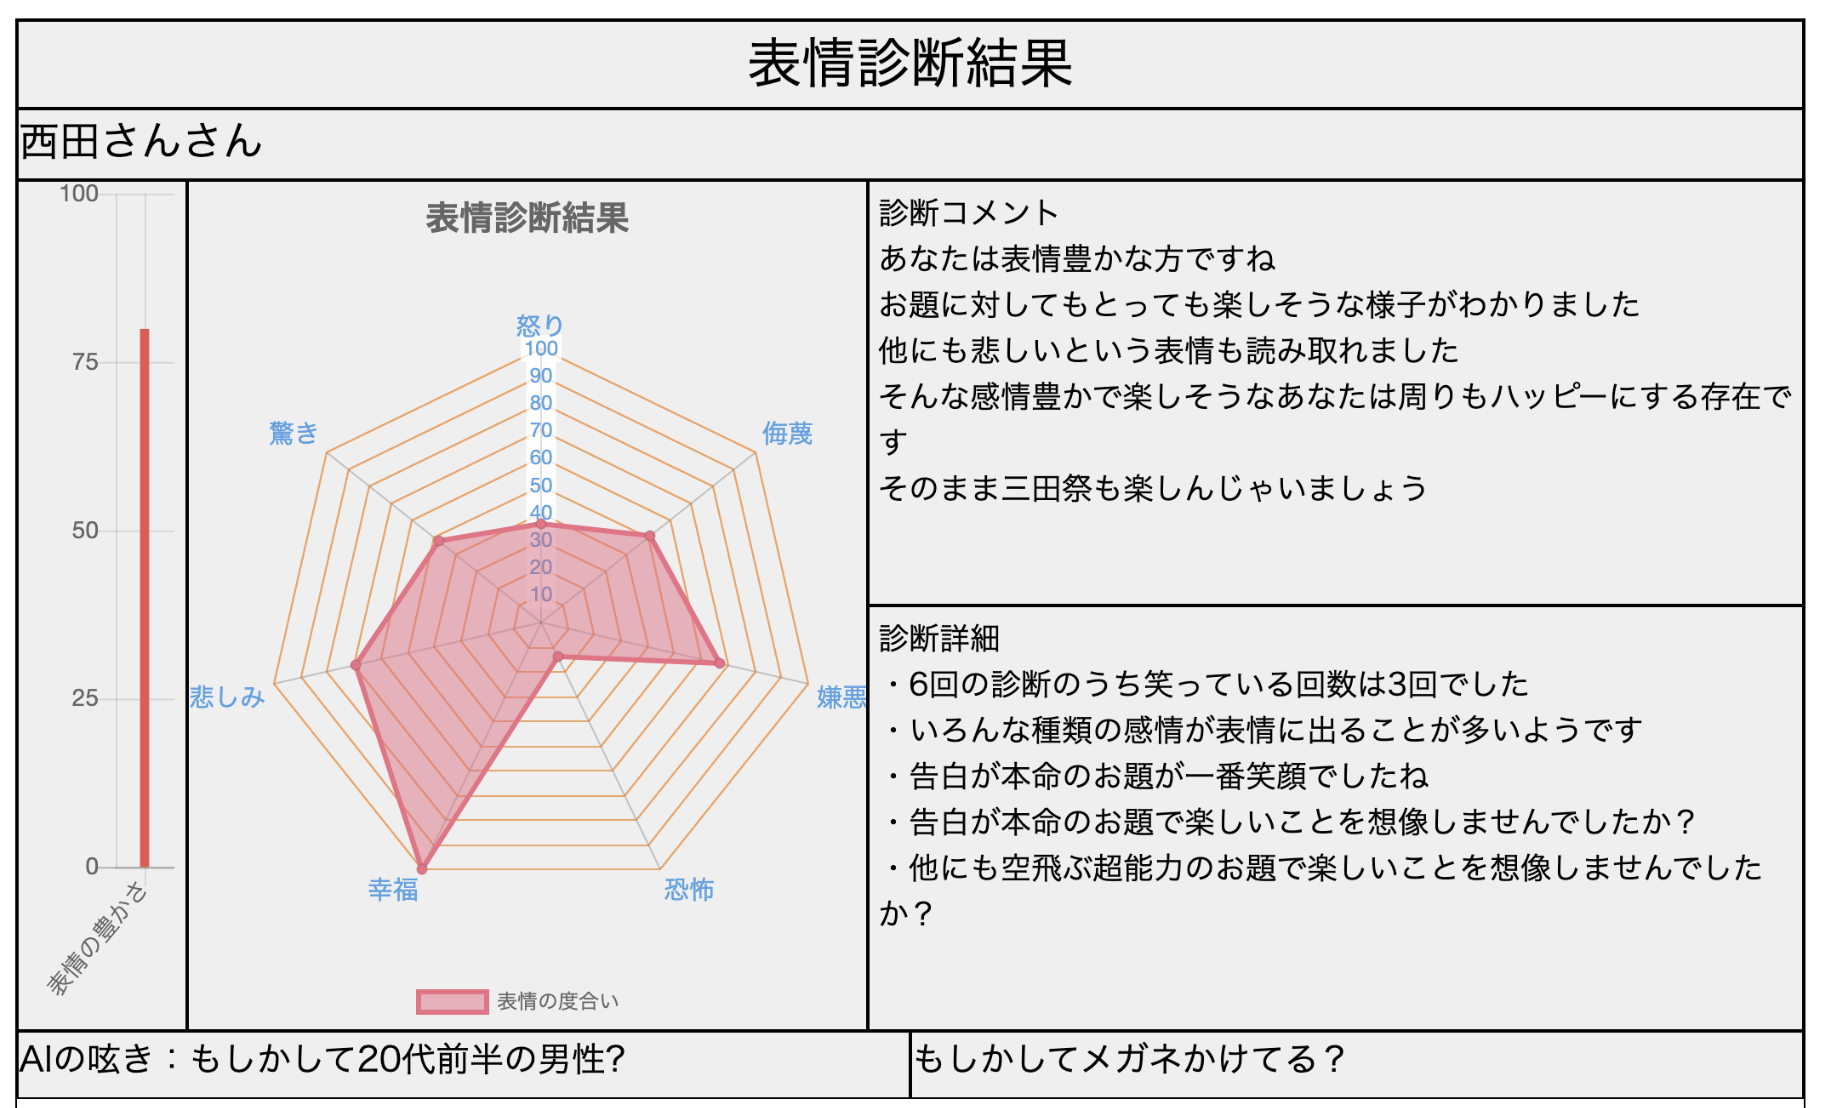 表情診断結果
西田さんさん
100
75
50
25
0
表情の豊かさ
表情診断結果
怒り
100
90
80
70
60
50
40
30
20
10
侮蔑
嫌悪
恐怖
幸福
悲しみ
驚き
表情の度合い
診断コメント
あなたは表情豊かな方ですね
お題に対してもとっても楽しそうな様子がわかりました
他にも悲しいという表情も読み取れました
そんな感情豊かで楽しそうなあなたは周りもハッピーにする存在で
す
そのまま三田祭も楽しんじゃいましょう
診断詳細
・6回の診断のうち笑っている回数は3回でした
・いろんな種類の感情が表情に出ることが多いようです
・告白が本命のお題が一番笑顔でしたね
・告白が本命のお題で楽しいことを想像しませんでしたか？
・他にも空飛ぶ超能力のお題で楽しいことを想像しませんでした
か？
AIの呟き：もしかして20代前半の男性?
もしかしてメガネかけてる？